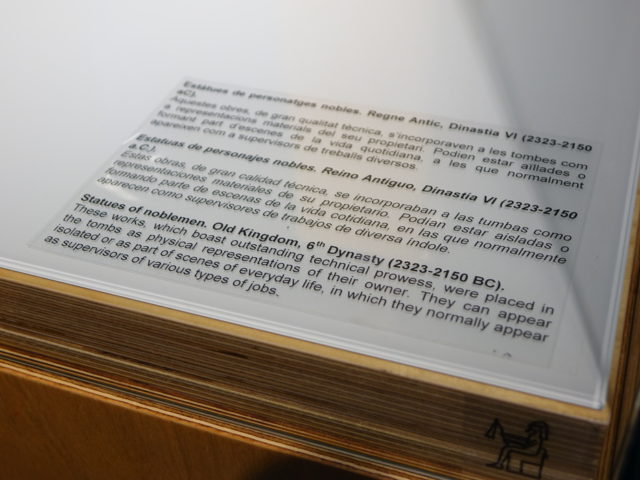 Estàtues de personatges nobles. Regne Antic, Dinastia VI (2323-2150
aC).
Aquestes obres, de gran qualitat tècnica, s'incorporaven a les tombes com
a representacions materials del seu propietari. Podien estar aïllades o
formant part d'escenes de la vida quotidiana, a les que normalment
apareixen com a supervisors de treballs diversos.
Estatuas de personajes nobles. Reino Antiguo, Dinastía VI (2323-2150
a.C.).
Estas obras, de gran calidad técnica, se incorporaban a las tumbas como
representaciones materiales de su propietario. Podían estar aisladas o
formando parte de escenas de la vida cotidiana, en las que normalmente
aparecen como supervisores de trabajos de diversa índole.
Statues of noblemen. Old Kingdom, 6th Dynasty (2323-2150 BC).
These works, which boast outstanding technical prowess, were placed in
the tombs as physical representations of their owner. They can appear
isolated or as part of scenes of everyday life, in which they normally appear
as supervisors of various types of jobs.